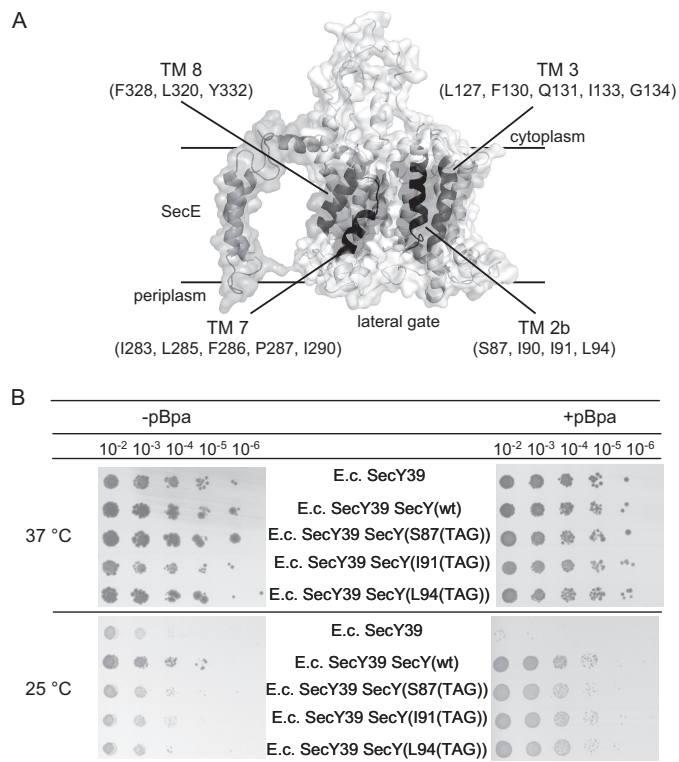 A
TM 8
(F328, L320, Y332)
TM 3
(L127, F130, Q131, I133, G134)
cytoplasm
SecE
periplasm
lateral gate
TM 7
(I283, L285, F286, P287, I290)
TM 2b
(S87, I90, I91, L94)
B
-pBpa +pBpa
10-2 10-3 10-4 10-5 10-6 10-2 10-3 10-4 10-5 10-6
37 °C
E.c. SecY39
E.c. SecY39 SecY(wt)
E.c. SecY39 SecY(S87(TAG))
E.c. SecY39 SecY(I91(TAG))
E.c. SecY39 SecY(L94(TAG))
25 °C
E.c. SecY39
E.c. SecY39 SecY(wt)
E.c. SecY39 SecY(S87(TAG))
E.c. SecY39 SecY(I91(TAG))
E.c. SecY39 SecY(L94(TAG))